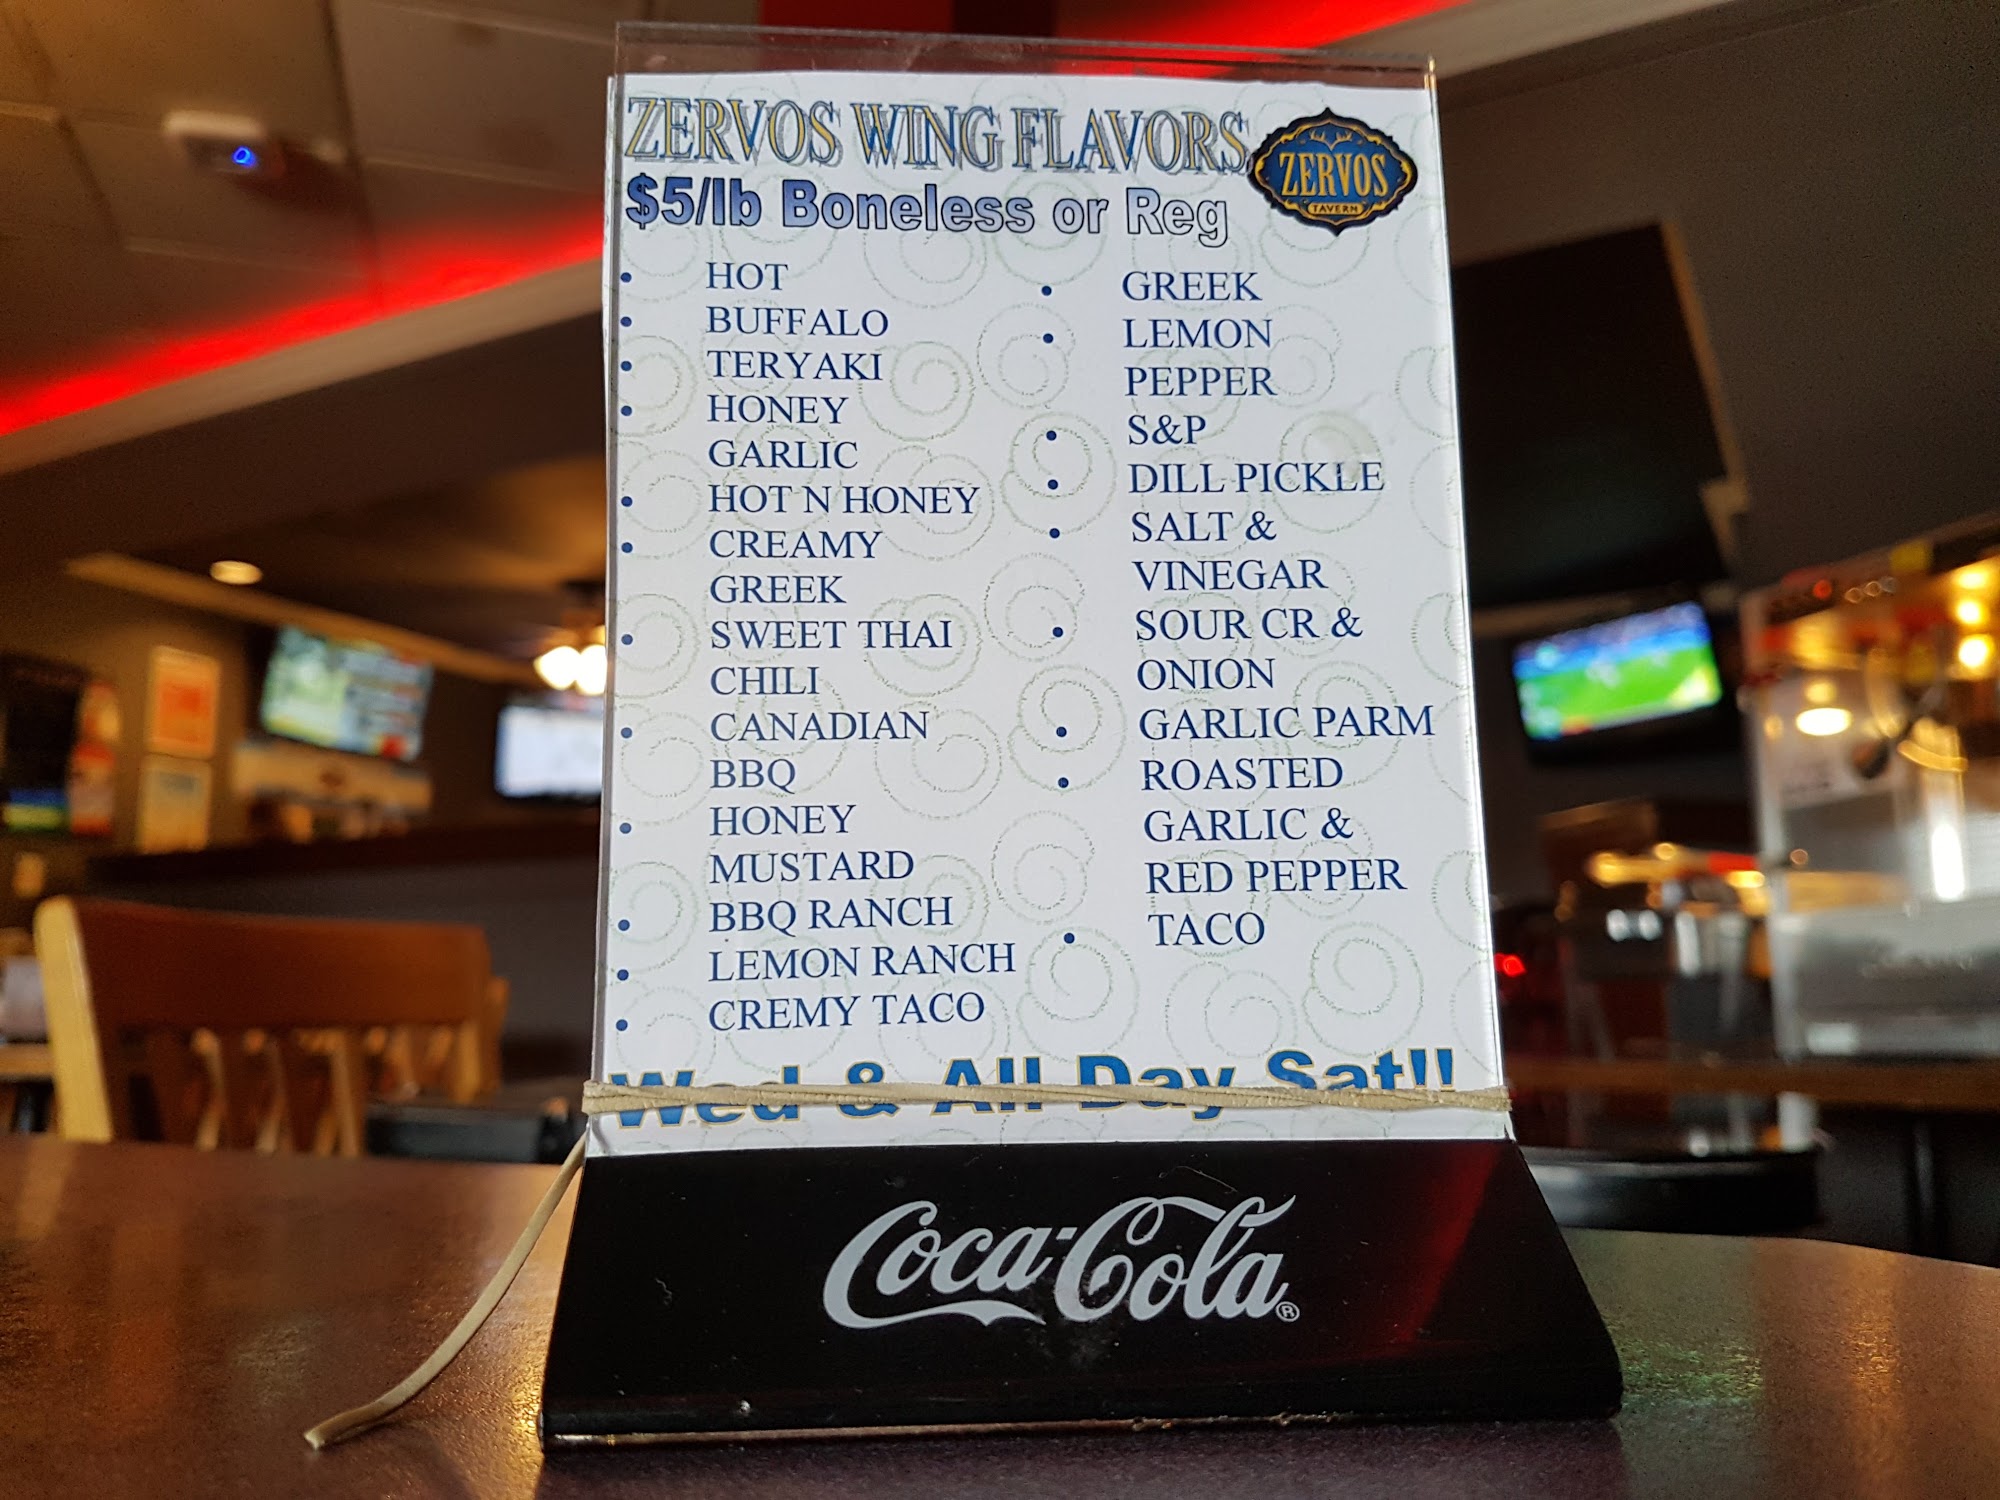 ZERVOS WING FLAVORS
ZERVOS
TAVERN
$5/lb Boneless or Reg
• HOT
• BUFFALO
• TERYAKI
• HONEY
GARLIC
• HOT N HONEY
• CREAMY
GREEK
• SWEET THAI
CHILI
• CANADIAN
BBQ
• HONEY
MUSTARD
• BBQ RANCH
• LEMON RANCH
• CREMY TACO
• GREEK
• LEMON
PEPPER
• S&P
• DILL PICKLE
• SALT &
VINEGAR
• SOUR CR &
ONION
• GARLIC PARM
• ROASTED
GARLIC &
RED PEPPER
• TACO
Wed & All Day Sat!!
Coca-Cola®